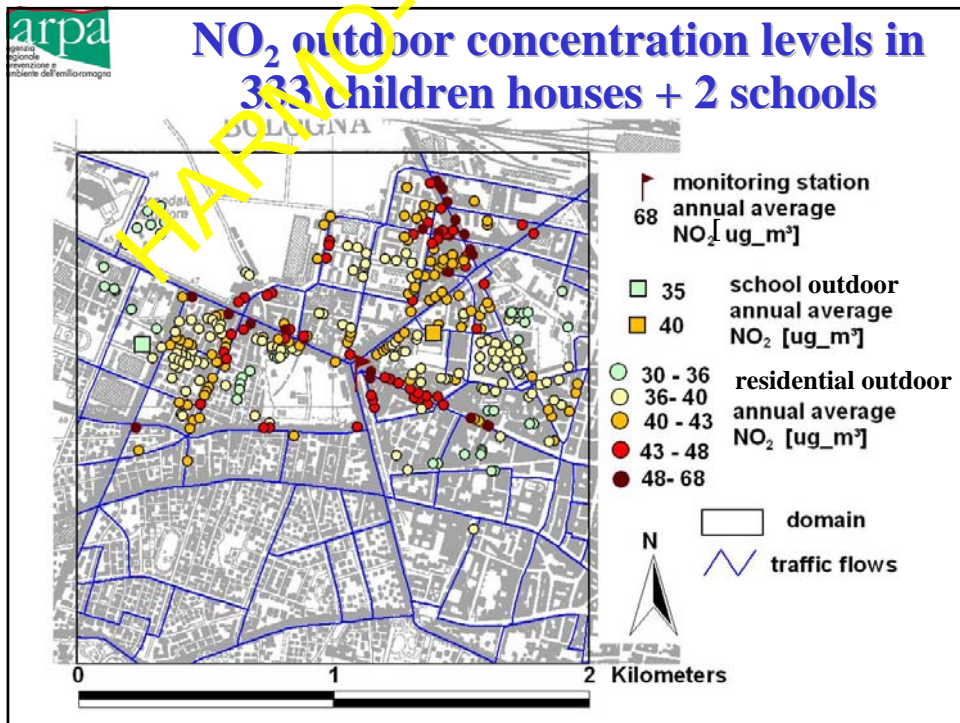 arpa
agenzia
regionale
prevenzione e
ambiente dell'emilia-romagna
NO₂ outdoor concentration levels in
333 children houses + 2 schools
HARMO-
BOLOGNA
monitoring station
68 annual average
NO₂[ ug_m³]
35 school outdoor
40 annual average
NO₂ [ug_m³]
30 - 36 residential outdoor
36- 40
40 - 43 annual average
43 - 48 NO₂ [ug_m³]
48- 68
domain
N
traffic flows
0 1 2 Kilometers